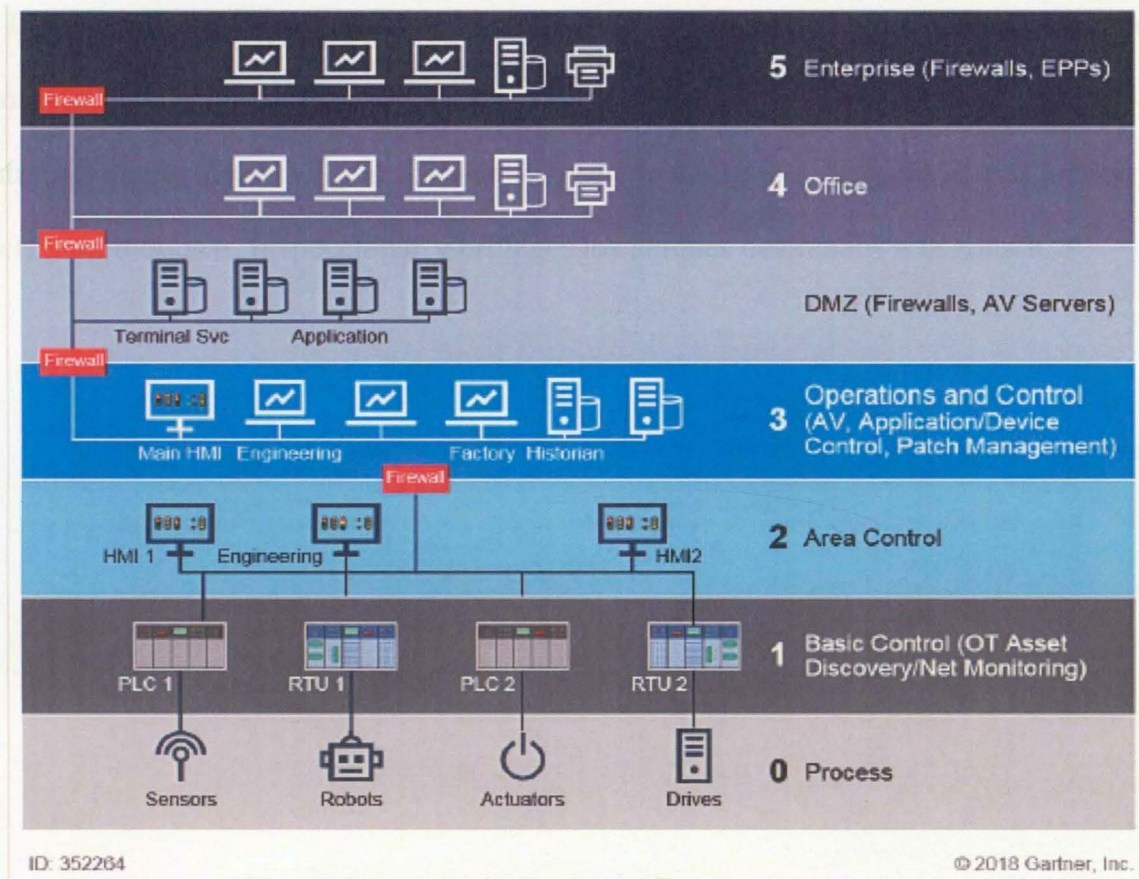 5 Enterprise (Firewalls, EPPs)
Firewall
4 Office
Firewall
DMZ (Firewalls, AV Servers)
Terminal Svc Application
Firewall
Operations and Control
3 (AV, Application/Device
Control, Patch Management)
Main HMI Engineering Factory Historian
Firewall
2 Area Control
HMI 1 Engineering HMI2
1 Basic Control (OT Asset
Discovery/Net Monitoring)
PLC 1 RTU 1 PLC 2 RTU 2
0 Process
Sensors Robots Actuators Drives
ID: 352264 © 2018 Gartner, Inc.